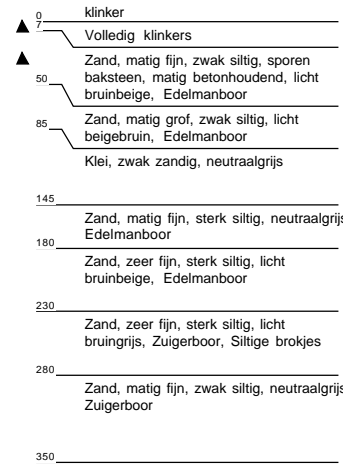 0
klinker
7
Volledig klinkers
Zand, matig fijn, zwak siltig, sporen
baksteen, matig betonhoudend, licht
bruinbeige, Edelmanboor
50
Zand, matig grof, zwak siltig, licht
beigebruin, Edelmanboor
85
Klei, zwak zandig, neutraalgrijs
145
Zand, matig fijn, sterk siltig, neutraalgrijs
Edelmanboor
180
Zand, zeer fijn, sterk siltig, licht
bruinbeige, Edelmanboor
230
Zand, zeer fijn, sterk siltig, licht
bruingrijs, Zuigerboor, Siltige brokjes
280
Zand, matig fijn, zwak siltig, neutraalgrijs
Zuigerboor
350